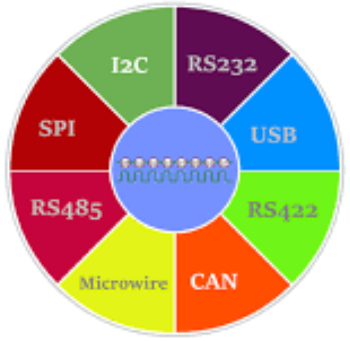 I2C
RS232
SPI
USB
RS485
RS422
Microwire
CAN